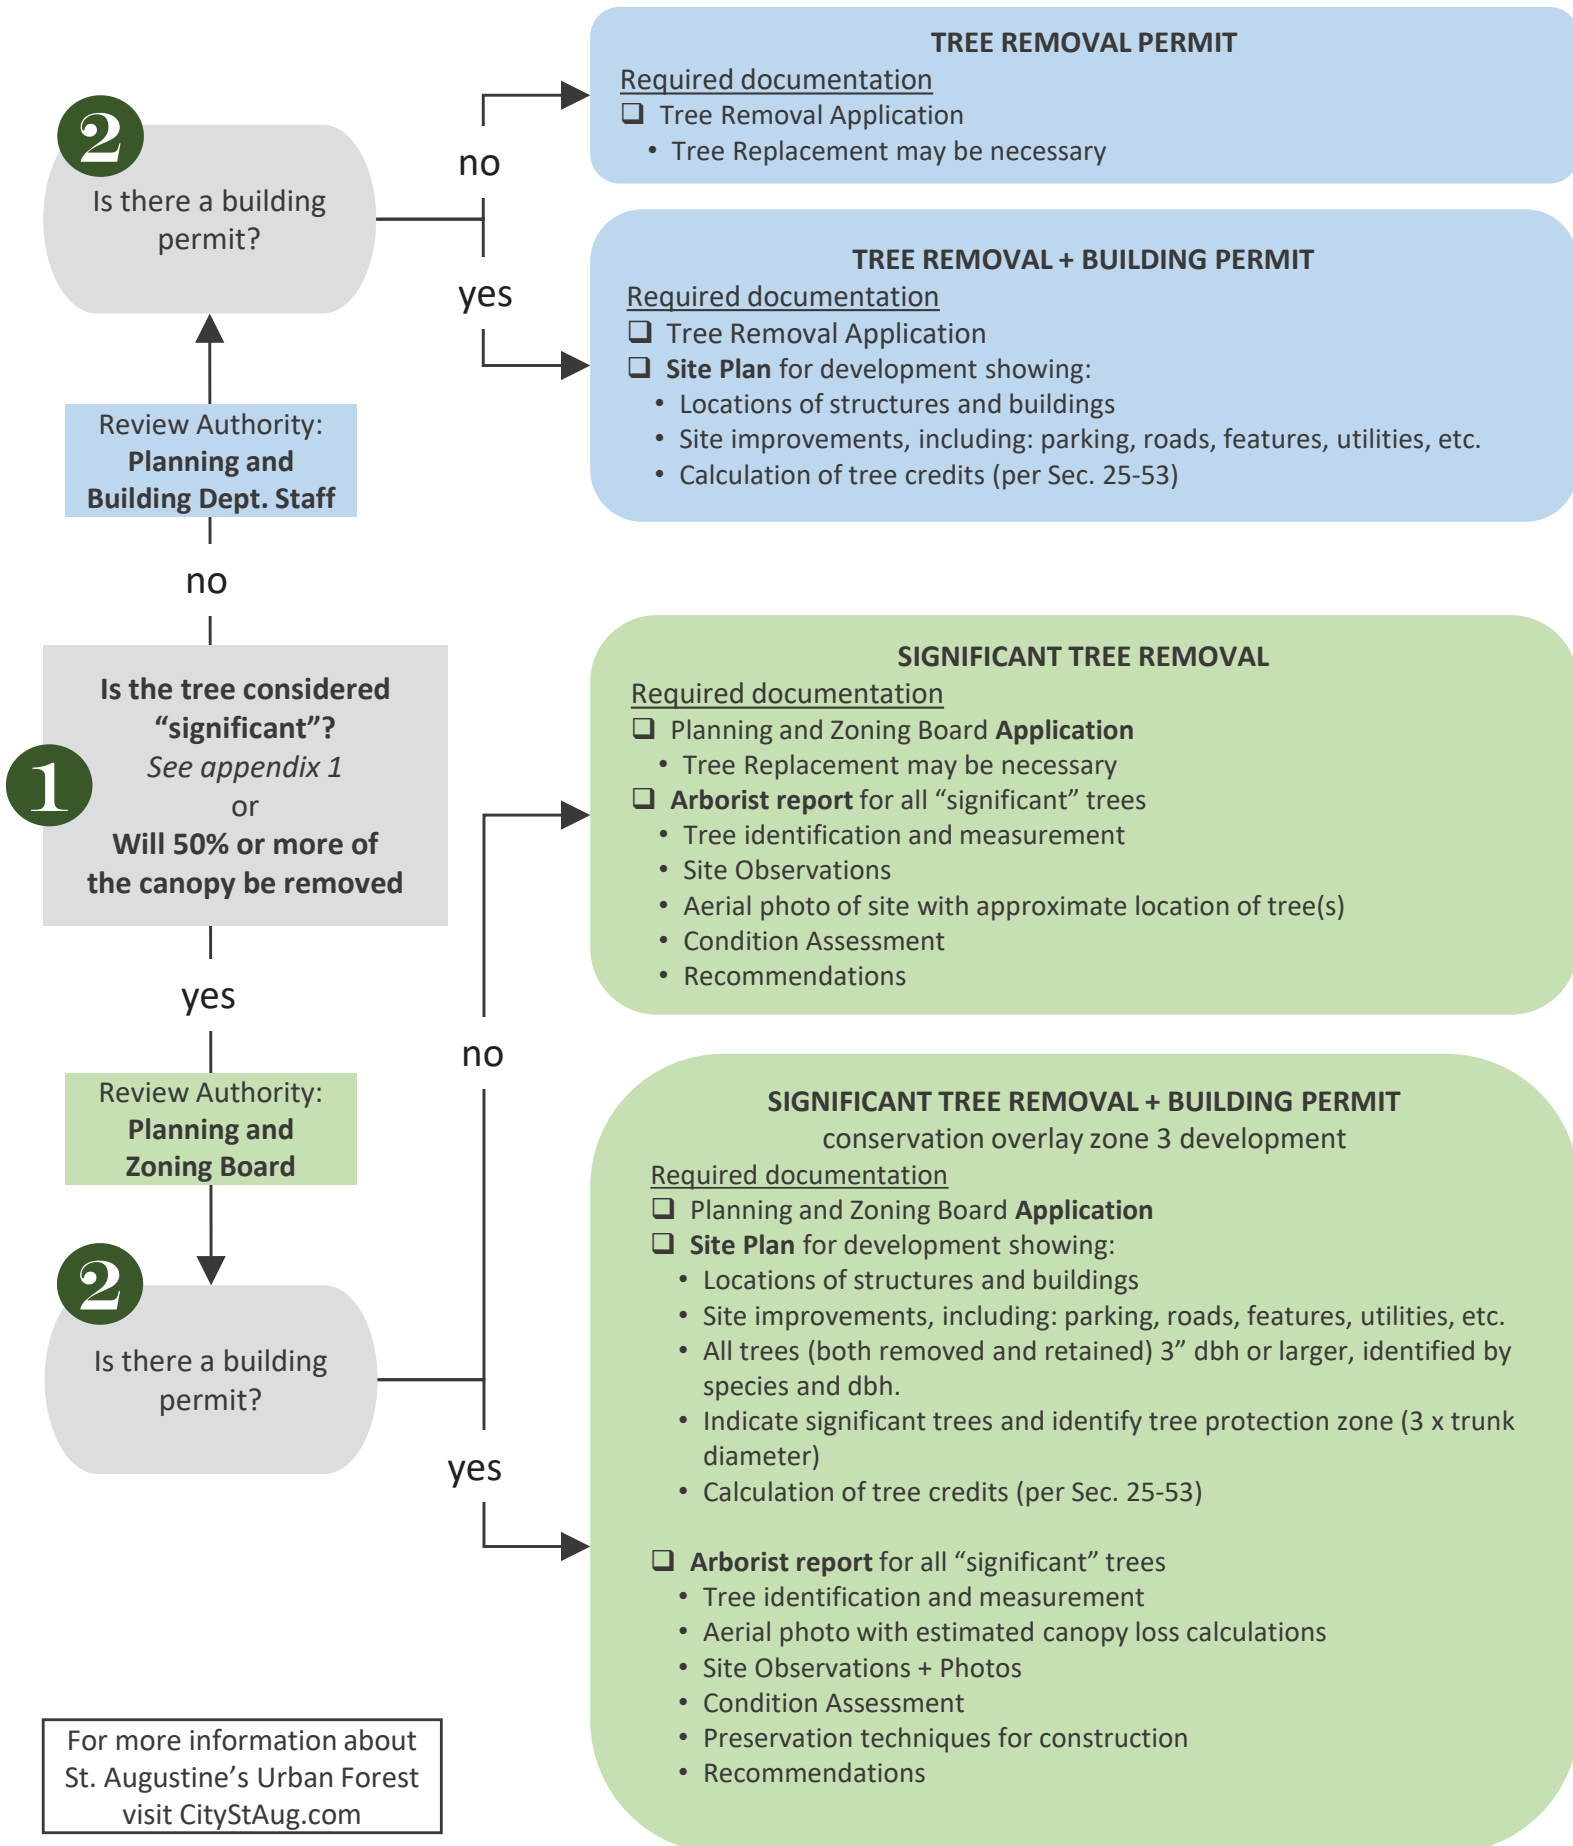 2
Is there a building
permit?
no
yes
TREE REMOVAL PERMIT
Required documentation
❑ Tree Removal Application
• Tree Replacement may be necessary
TREE REMOVAL + BUILDING PERMIT
Required documentation
❑ Tree Removal Application
❑ Site Plan for development showing:
• Locations of structures and buildings
• Site improvements, including: parking, roads, features, utilities, etc.
• Calculation of tree credits (per Sec. 25-53)
Review Authority:
Planning and
Building Dept. Staff
no
1
Is the tree considered
“significant”?
See appendix 1
or
Will 50% or more of
the canopy be removed
yes
Review Authority:
Planning and
Zoning Board
2
Is there a building
permit?
no
yes
SIGNIFICANT TREE REMOVAL
Required documentation
❑ Planning and Zoning Board Application
• Tree Replacement may be necessary
❑ Arborist report for all “significant” trees
• Tree identification and measurement
• Site Observations
• Aerial photo of site with approximate location of tree(s)
• Condition Assessment
• Recommendations
SIGNIFICANT TREE REMOVAL + BUILDING PERMIT
conservation overlay zone 3 development
Required documentation
❑ Planning and Zoning Board Application
❑ Site Plan for development showing:
• Locations of structures and buildings
• Site improvements, including: parking, roads, features, utilities, etc.
• All trees (both removed and retained) 3” dbh or larger, identified by
species and dbh.
• Indicate significant trees and identify tree protection zone (3 x trunk
diameter)
• Calculation of tree credits (per Sec. 25-53)
❑ Arborist report for all “significant” trees
• Tree identification and measurement
• Aerial photo with estimated canopy loss calculations
• Site Observations + Photos
• Condition Assessment
• Preservation techniques for construction
• Recommendations
For more information about
St. Augustine’s Urban Forest
visit CityStAug.com